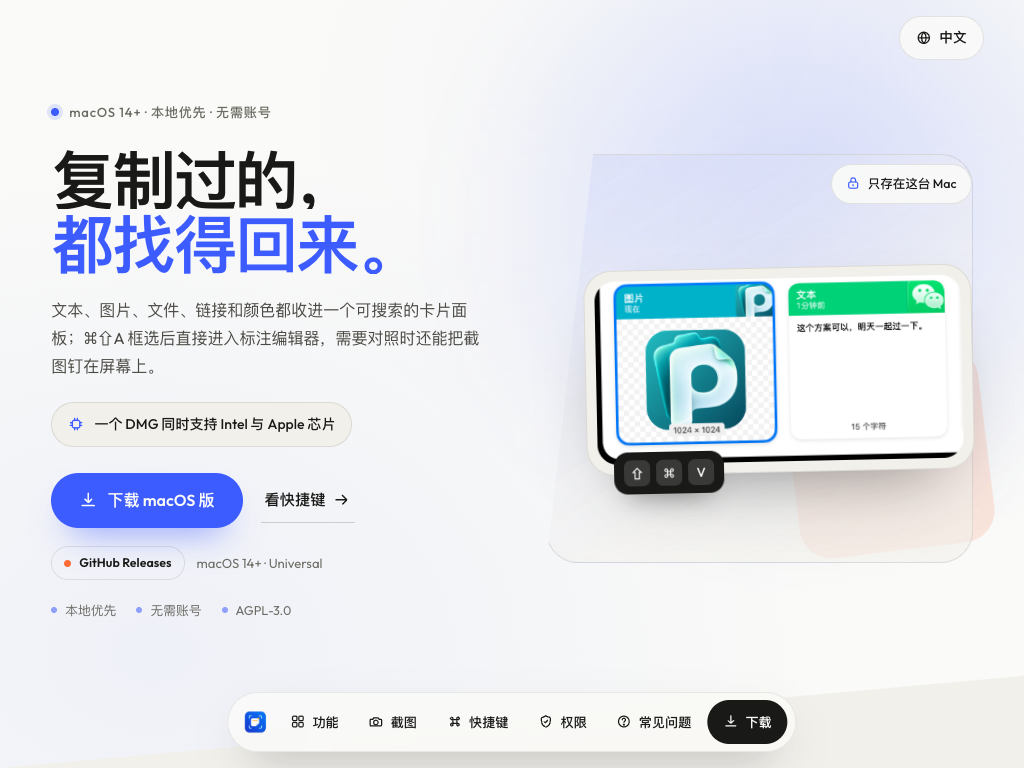 中文
macOS 14+ · 本地优先 · 无需账号
复制过的，
都找得回来。
文本、图片、文件、链接和颜色都收进一个可搜索的卡片面
板；⌘⇧A 框选后直接进入标注编辑器，需要对照时还能把截
图钉在屏幕上。
一个 DMG 同时支持 Intel 与 Apple 芯片
下载 macOS 版
看快捷键 →
GitHub Releases
macOS 14+ · Universal
本地优先
无需账号
AGPL-3.0
只存在这台 Mac
图片
现在
1024 × 1024
文本
1分钟前
这个方案可以，明天一起过一下。
15 个字符
⇧ ⌘ V
功能
截图
快捷键
权限
常见问题
下载